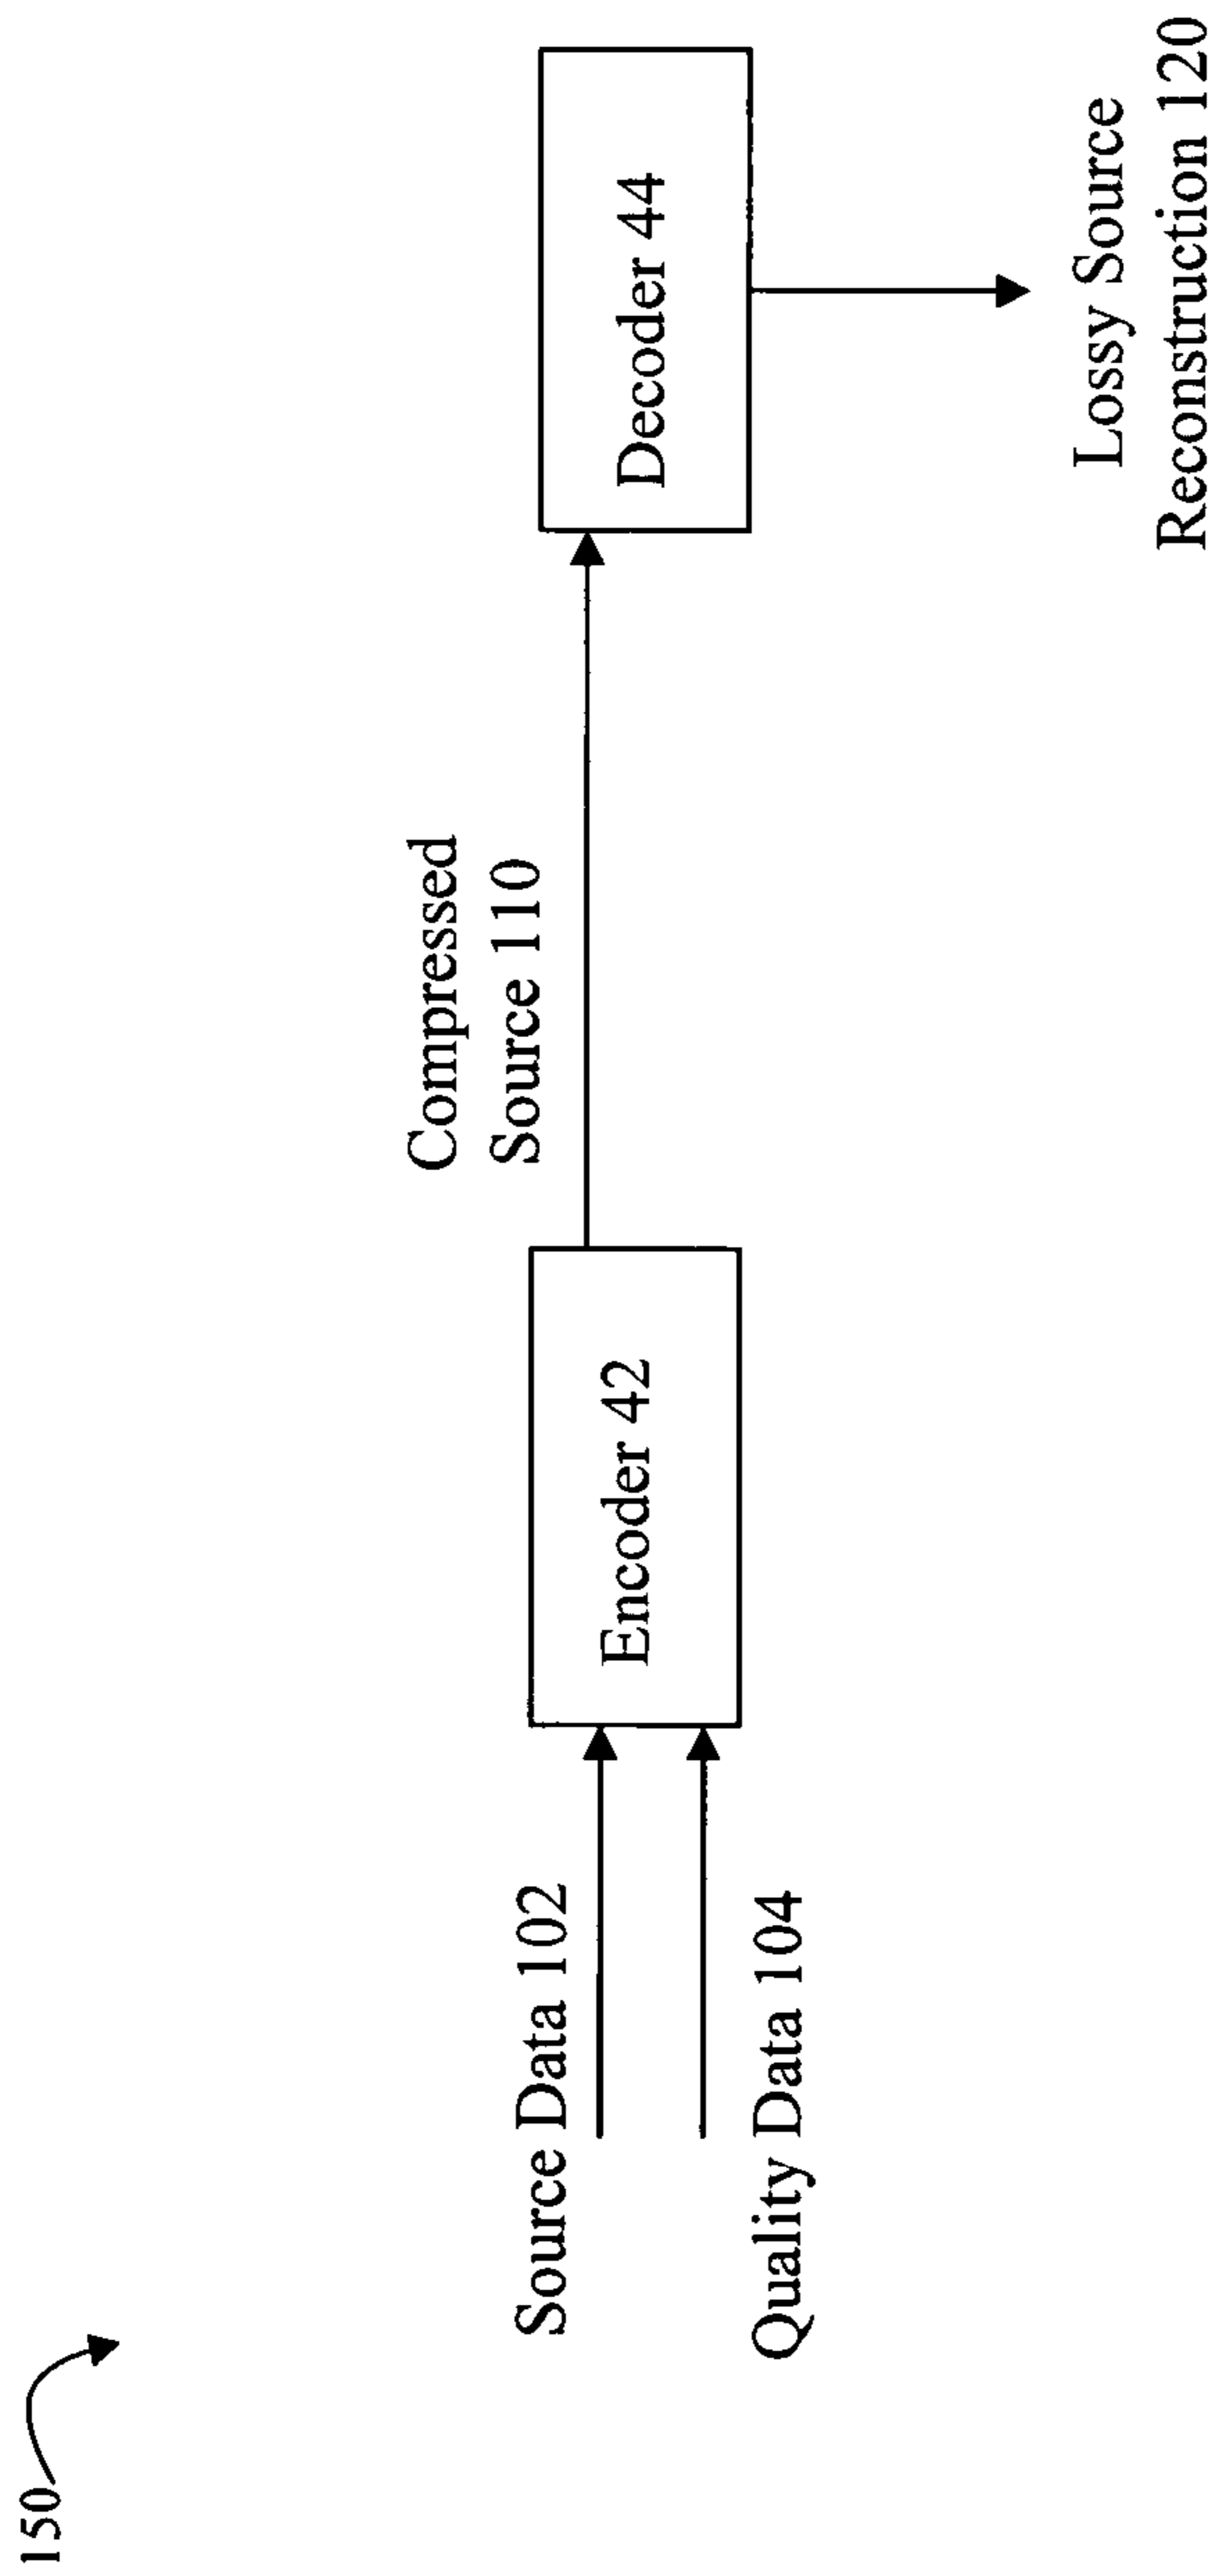 150
Source Data 102
Quality Data 104
Encoder 42
Compressed
Source 110
Decoder 44
Lossy Source
Reconstruction 120